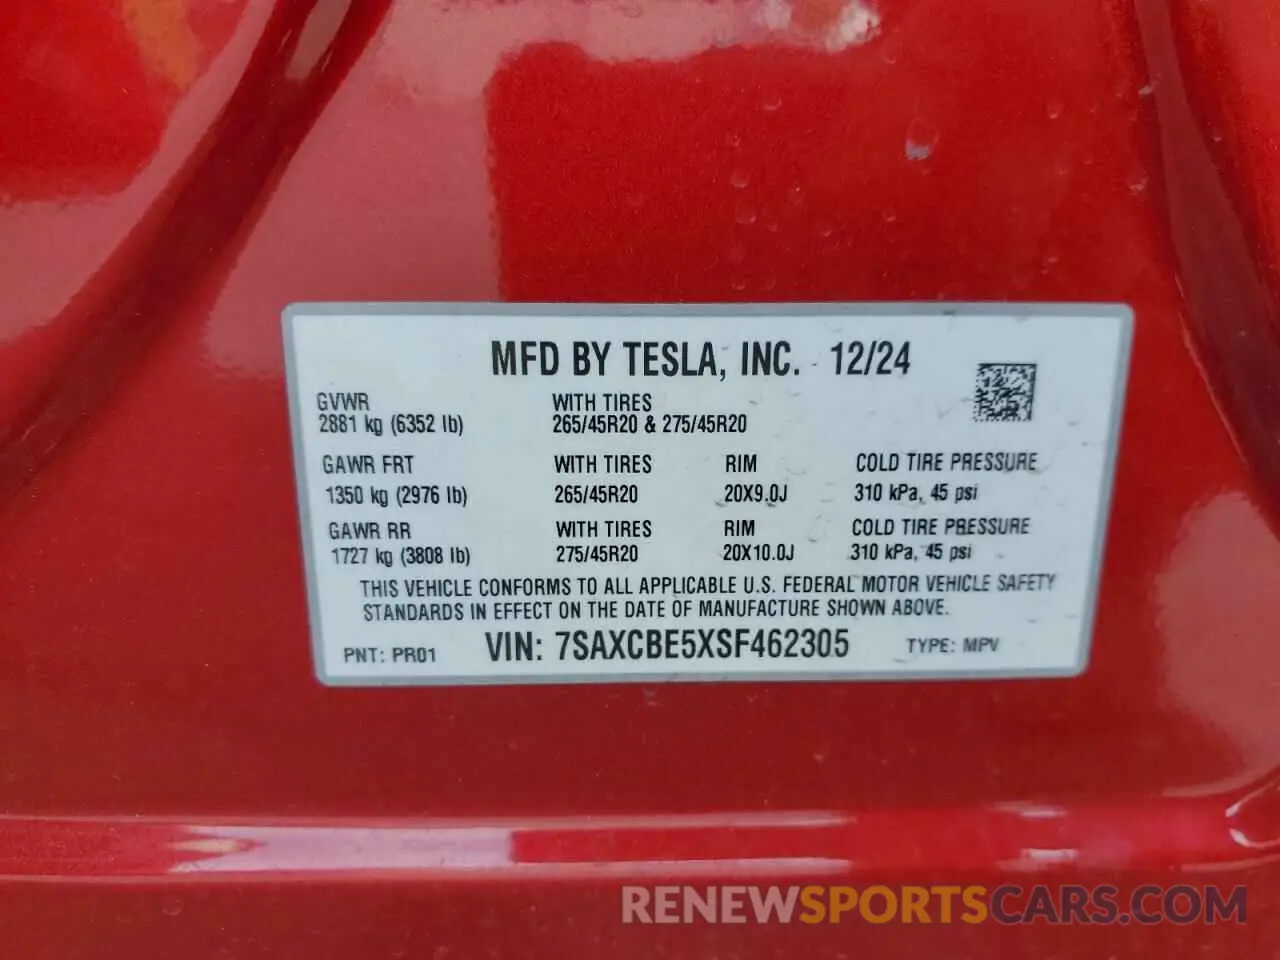 MFD BY TESLA, INC. 12/24
GVWR WITH TIRES
2881 kg (6352 lb) 265/45R20 & 275/45R20
GAWR FRT WITH TIRES RIM COLD TIRE PRESSURE
1350 kg (2976 lb) 265/45R20 20X9.0J 310 kPa, 45 psi
GAWR RR WITH TIRES RIM COLD TIRE PRESSURE
1727 kg (3808 lb) 275/45R20 20X10.0J 310 kPa, 45 psi
THIS VEHICLE CONFORMS TO ALL APPLICABLE U.S. FEDERAL MOTOR VEHICLE SAFETY
STANDARDS IN EFFECT ON THE DATE OF MANUFACTURE SHOWN ABOVE.
PNT: PR01 VIN: 7SAXCBE5XSF462305 TYPE: MPV
RENEWSPORTSCARS.COM